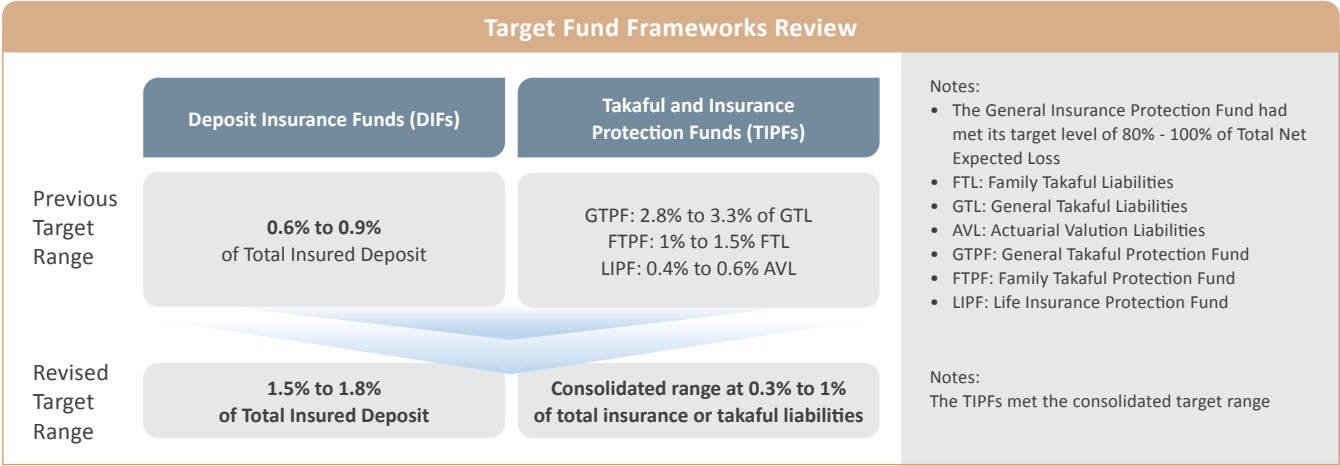 Target Fund Frameworks Review
Deposit Insurance Funds (DIFs)
Takaful and Insurance
Protection Funds (TIPFs)
Previous
Target
Range
0.6% to 0.9%
of Total Insured Deposit
GTPF: 2.8% to 3.3% of GTL
FTPF: 1% to 1.5% FTL
LIPF: 0.4% to 0.6% AVL
Revised
Target
Range
1.5% to 1.8%
of Total Insured Deposit
Consolidated range at 0.3% to 1%
of total insurance or takaful liabilities
Notes:
• The General Insurance Protection Fund had
met its target level of 80% - 100% of Total Net
Expected Loss
• FTL: Family Takaful Liabilities
• GTL: General Takaful Liabilities
• AVL: Actuarial Valution Liabilities
• GTPF: General Takaful Protection Fund
• FTPF: Family Takaful Protection Fund
• LIPF: Life Insurance Protection Fund
Notes:
The TIPFs met the consolidated target range